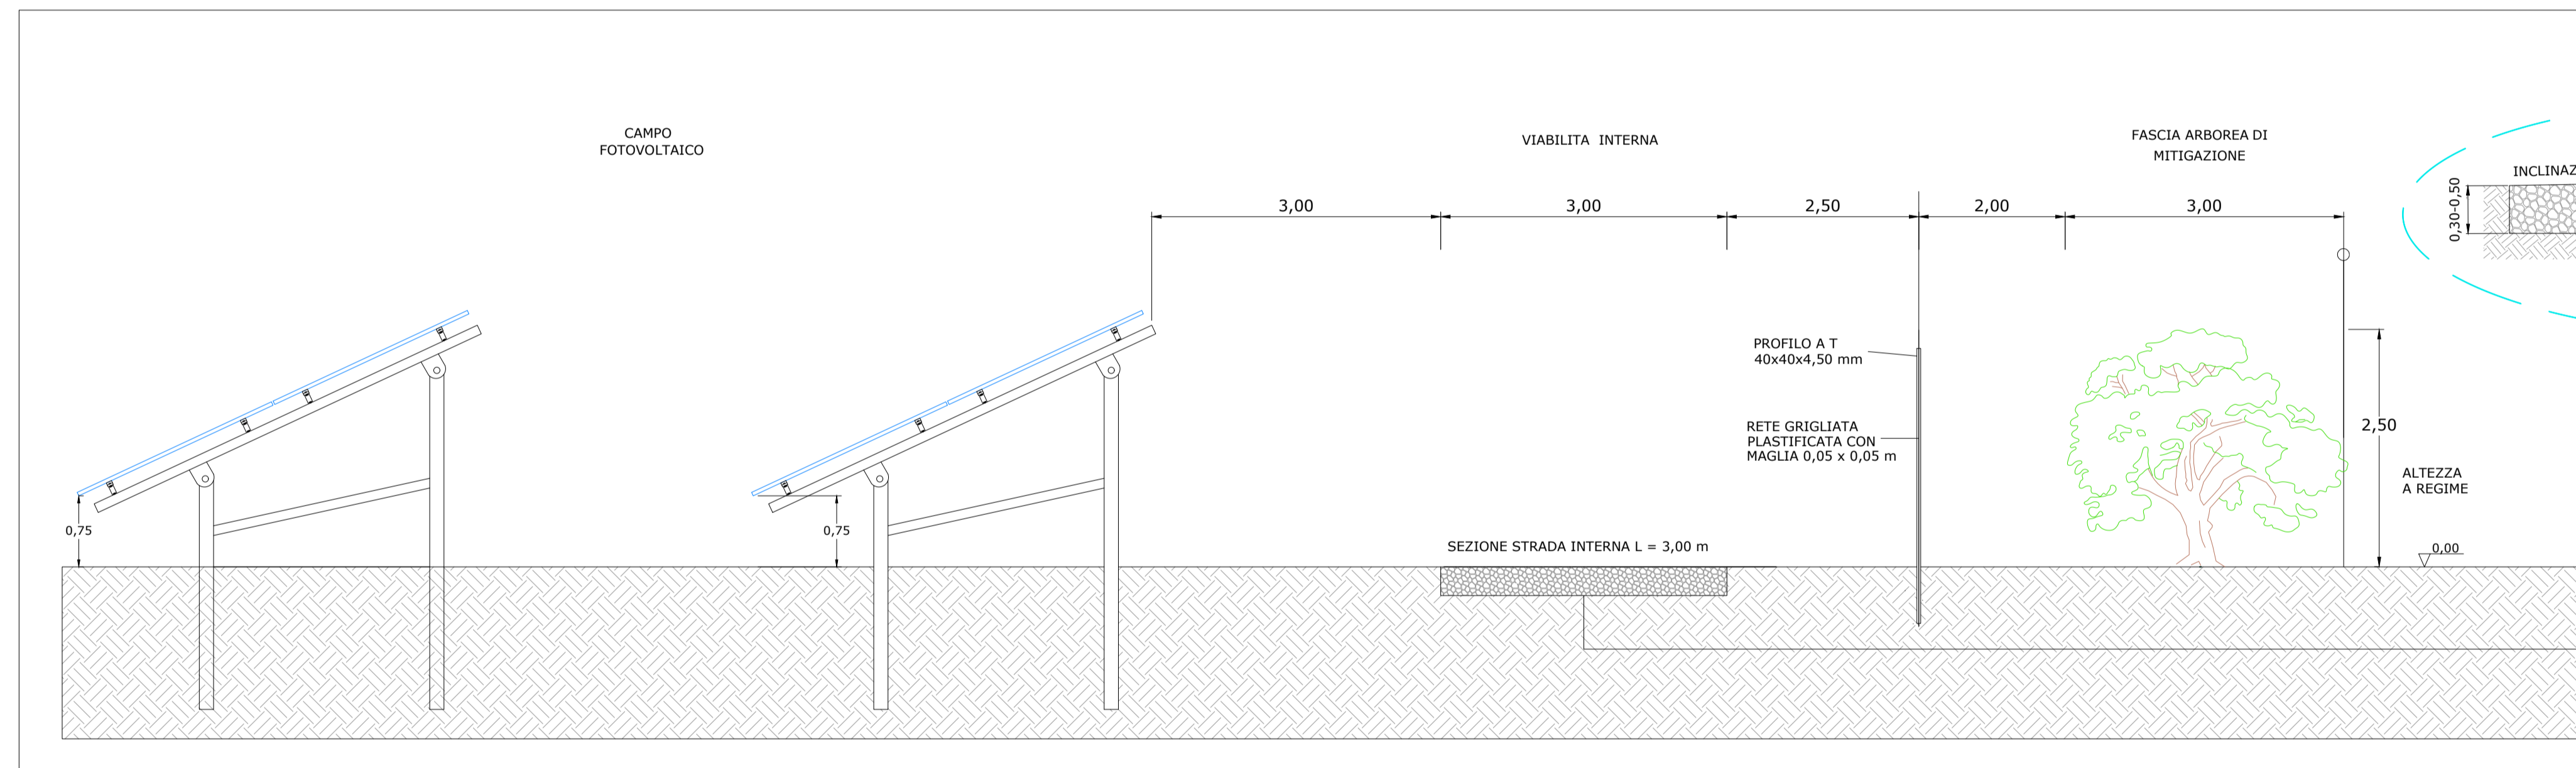 CAMPO
FOTOVOLTAICO
VIABILITA INTERNA
FASCIA ARBOREA DI
MITIGAZIONE
INCLINAZ
0,30-0,50
3,00
3,00
2,50
2,00
3,00
PROFILO A T
40x40x4,50 mm
RETE GRIGLIATA
PLASTIFICATA CON
MAGLIA 0,05 x 0,05 m
2,50
ALTEZZA
A REGIME
0,75
0,75
SEZIONE STRADA INTERNA L = 3,00 m
0,00